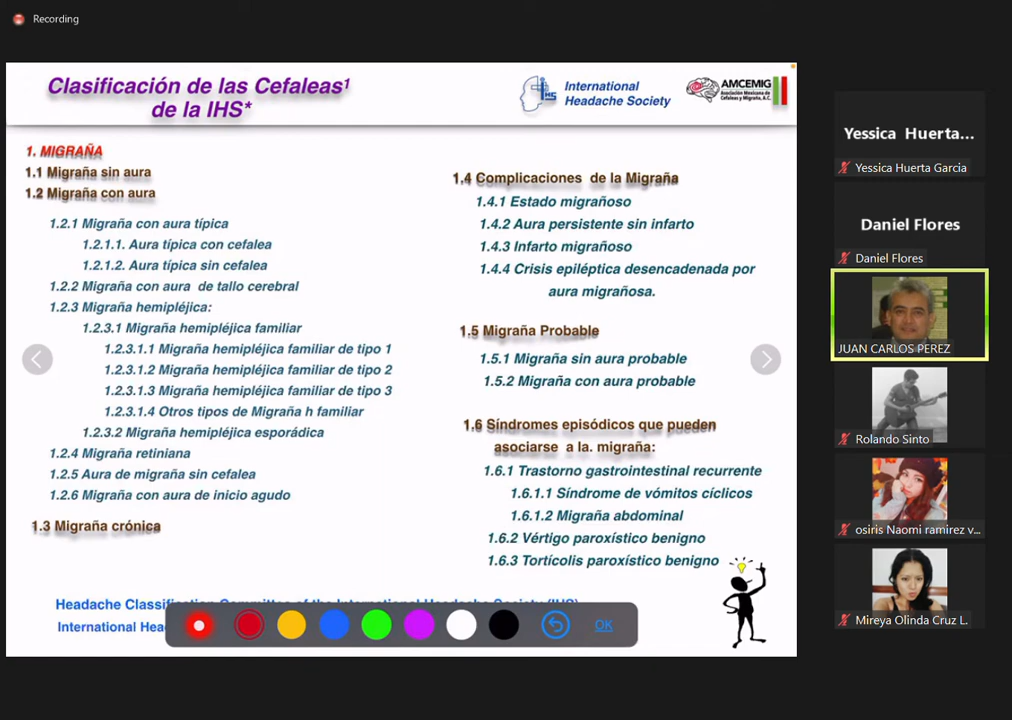 Recording
Clasificación de las Cefaleas¹
de la IHS*
International
Headache Society
AMCEMIG
Asociación Mexicana de
Cefaleas y Migraña, A.C.
1. MIGRAÑA
1.1 Migraña sin aura
1.2 Migraña con aura
1.2.1 Migraña con aura típica
1.2.1.1. Aura típica con cefalea
1.2.1.2. Aura típica sin cefalea
1.2.2 Migraña con aura de tallo cerebral
1.2.3 Migraña hemipléjica:
1.2.3.1 Migraña hemipléjica familiar
1.2.3.1.1 Migraña hemipléjica familiar de tipo 1
1.2.3.1.2 Migraña hemipléjica familiar de tipo 2
1.2.3.1.3 Migraña hemipléjica familiar de tipo 3
1.2.3.1.4 Otros tipos de Migraña h familiar
1.2.3.2 Migraña hemipléjica esporádica
1.2.4 Migraña retiniana
1.2.5 Aura de migraña sin cefalea
1.2.6 Migraña con aura de inicio agudo
1.3 Migraña crónica
1.4 Complicaciones de la Migraña
1.4.1 Estado migrañoso
1.4.2 Aura persistente sin infarto
1.4.3 Infarto migrañoso
1.4.4 Crisis epiléptica desencadenada por
aura migrañosa.
1.5 Migraña Probable
1.5.1 Migraña sin aura probable
1.5.2 Migraña con aura probable
1.6 Síndromes episódicos que pueden
asociarse a la. migraña:
1.6.1 Trastorno gastrointestinal recurrente
1.6.1.1 Síndrome de vómitos cíclicos
1.6.1.2 Migraña abdominal
1.6.2 Vértigo paroxístico benigno
1.6.3 Tortícolis paroxístico benigno
Headache Classif Committee of the International Headache Society (IHS)
International Hea
OK
Yessica Huerta...
Yessica Huerta Garcia
Daniel Flores
Daniel Flores
JUAN CARLOS PEREZ
Rolando Sinto
osiris Naomi ramirez v...
Mireya Olinda Cruz L.
IHS